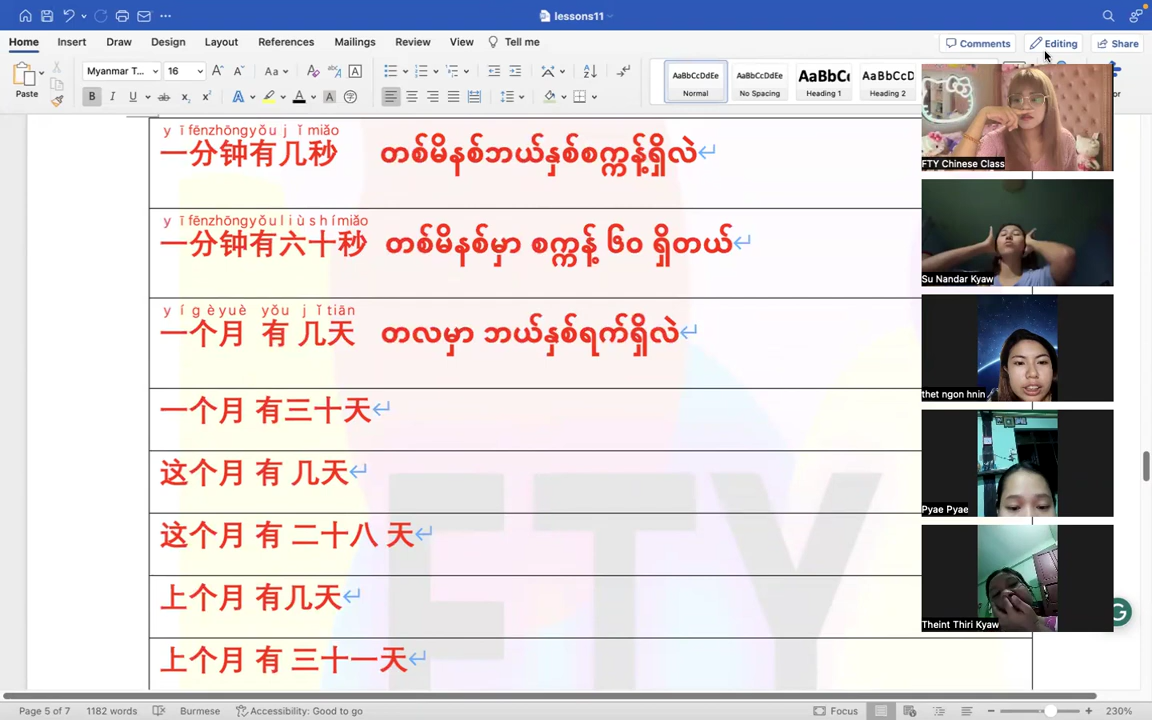 lessons11
Home Insert Draw Design Layout References Mailings Review View Tell me
Comments Editing Share
Paste
Myanmar T... 16
AaBbCcDdEe AaBbCcDdEe AaBbCc AaBbCcD
Normal No Spacing Heading 1 Heading 2
y ī fēnzhōngyǒu j ǐ miǎo
一分钟有几秒 တစ်မိနစ်ဘယ်နှစ်စက္ကန့်ရှိလဲ
y ī fēnzhōngyǒu l i ù s h í miǎo
一分钟有六十秒 တစ်မိနစ်မှာ စက္ကန့် ၆၀ ရှိတယ်
y í g è yuè yǒu j ǐ tiān
一个月 有 几天 တလမှာ ဘယ်နှစ်ရက်ရှိလဲ
一个月 有三十天
这个月 有 几天
这个月 有 二十八 天
上个月 有几天
上个月 有 三十一天
FTY
FTY Chinese Class
Su Nandar Kyaw
thet ngon hnin
Pyae Pyae
Theint Thiri Kyaw
Page 5 of 7 1182 words Burmese Accessibility: Good to go Focus 230%